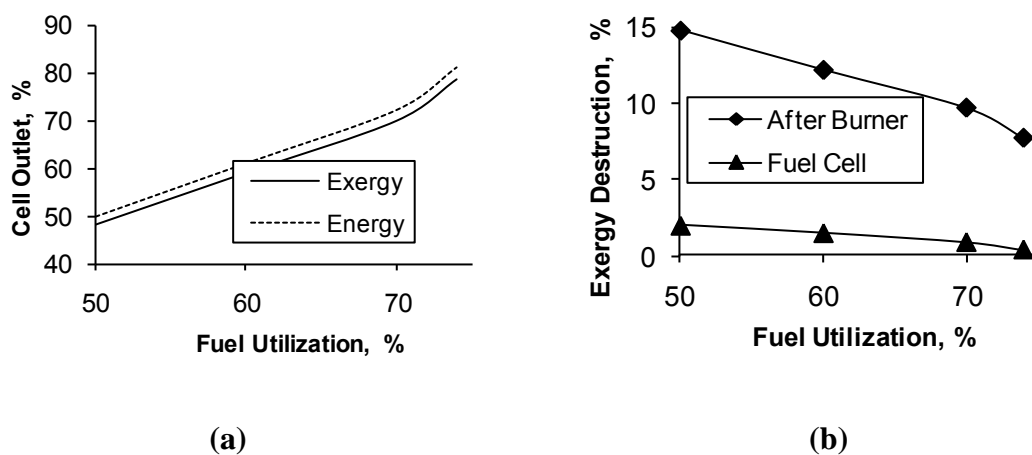 90
80
70
60
50
40
Cell Outlet, %
Exergy
Energy
50 60 70
Fuel Utilization, %
(a)
15
10
5
0
Exergy Destruction, %
After Burner
Fuel Cell
50 60 70
Fuel Utilization, %
(b)